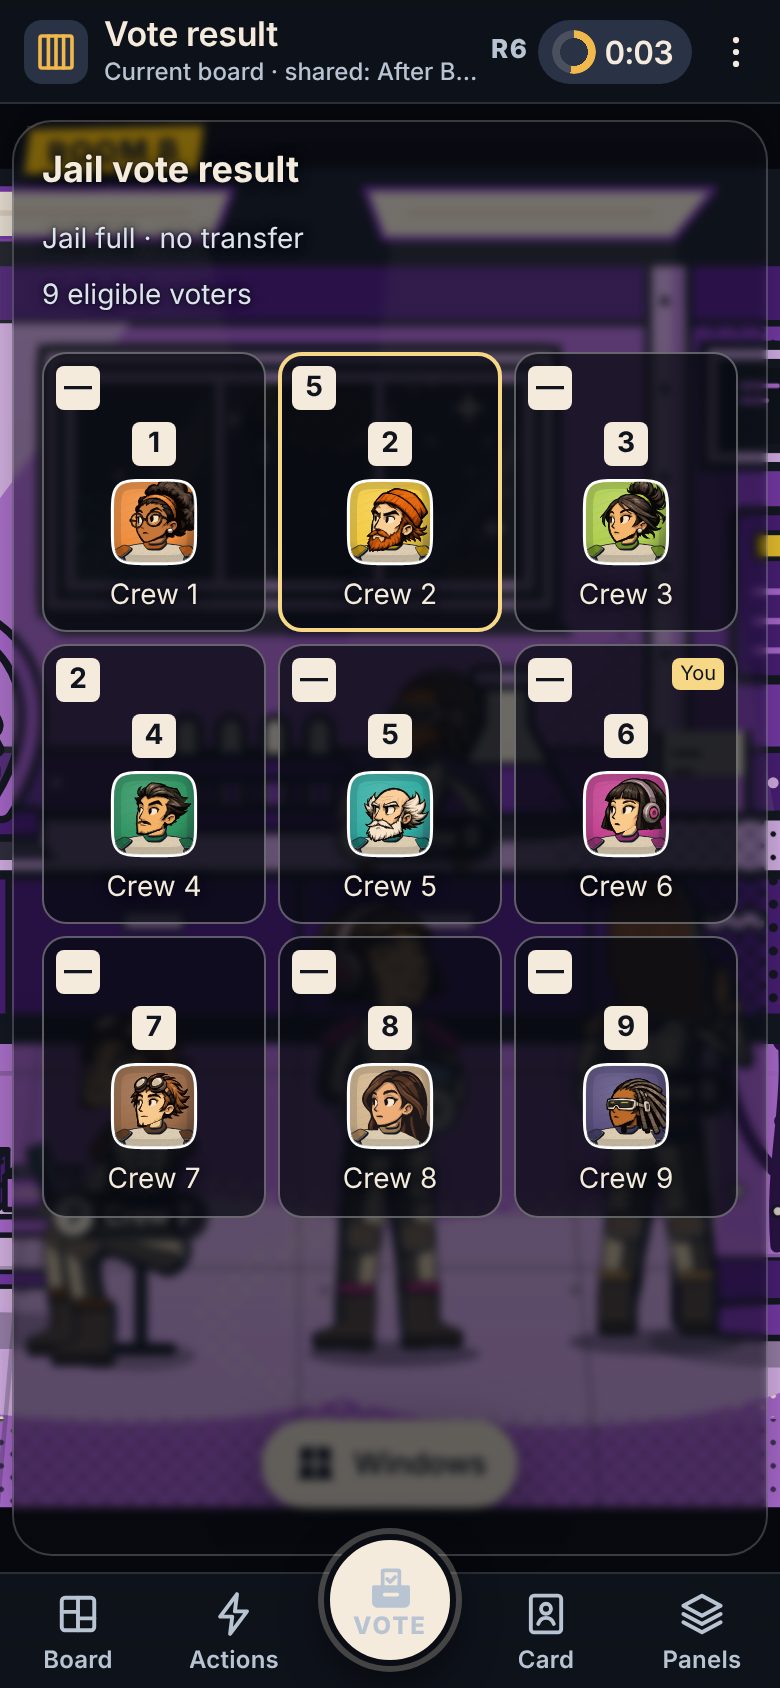 Vote result
Current board · shared: After B...
R6
0:03
ROOM B
Jail vote result
Jail full · no transfer
9 eligible voters
—
1
Crew 1
5
2
Crew 2
—
3
Crew 3
2
4
Crew 4
—
5
Crew 5
—
You
6
Crew 6
—
7
Crew 7
—
8
Crew 8
—
9
Crew 9
Windows
VOTE
Board
Actions
Card
Panels